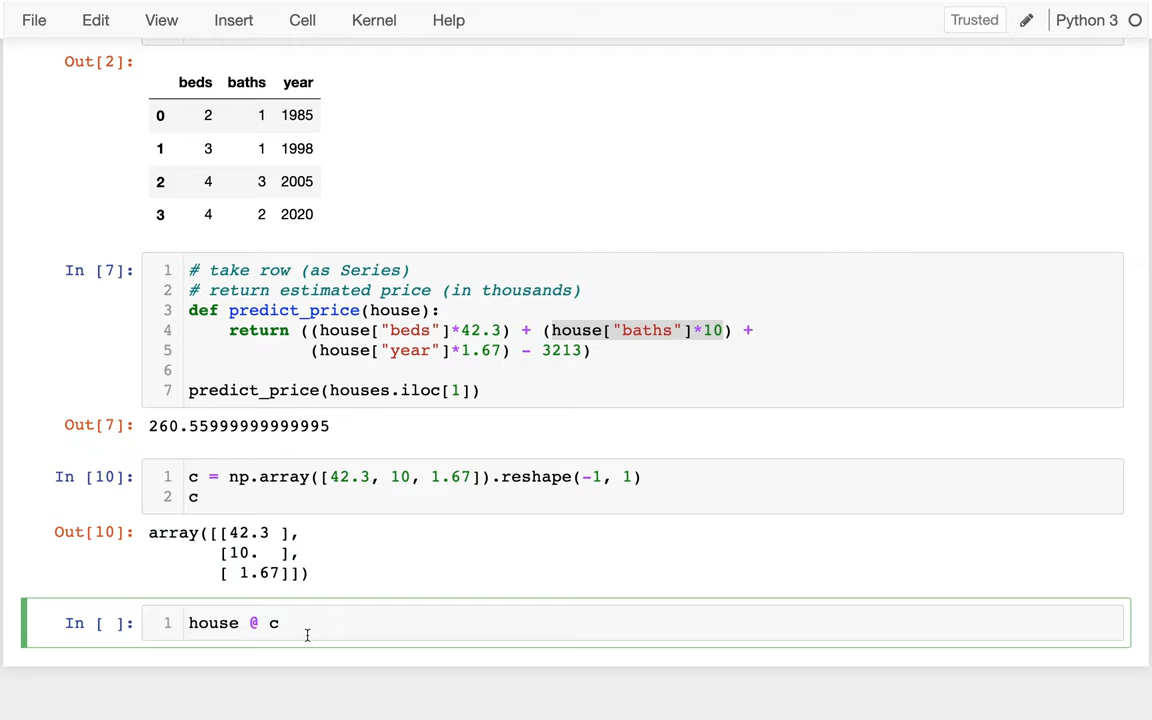 File Edit View Insert Cell Kernel Help Trusted Python 3
Out[2]:
beds baths year
0 2 1 1985
1 3 1 1998
2 4 3 2005
3 4 2 2020
In [7]: 1 # take row (as Series)
2 # return estimated price (in thousands)
3 def predict_price(house):
4 return ((house["beds"]*42.3) + (house["baths"]*10) +
5 (house["year"]*1.67) - 3213)
6
7 predict_price(houses.iloc[1])
Out[7]: 260.55999999999995
In [10]: 1 c = np.array([42.3, 10, 1.67]).reshape(-1, 1)
2 c
Out[10]: array([[42.3 ],
[10. ],
[ 1.67]])
In [ ]: 1 house @ c